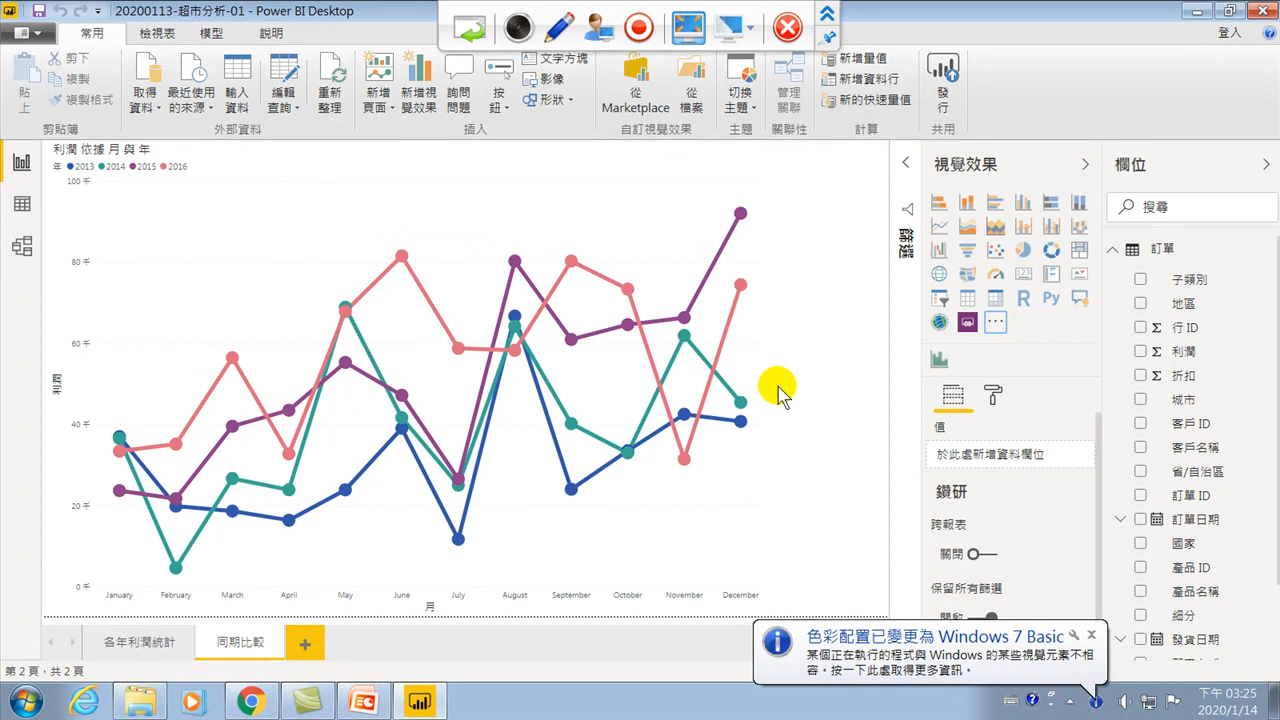 20200113-超市分析-01 - Power BI Desktop
常用
檢視表
模型
說明
登入
貼上
剪下
複製
複製格式
取得資料
最近使用的來源
輸入資料
編輯查詢
重新整理
新增頁面
新增視覺效果
詢問問題
按鈕
文字方塊
影像
形狀
從 Marketplace
從檔案
切換主題
管理關聯
新增量值
新增資料行
新的快速量值
發行
剪貼簿
外部資料
插入
自訂視覺效果
主題
關聯性
計算
共用
利潤 依據 月 與 年
年 2013 2014 2015 2016
100 千
80 千
60 千
40 千
20 千
0 千
利潤
January February March April May June July August September October November December
月
篩選
視覺效果
R Py
值
於此處新增資料欄位
鑽研
跨報表
關閉
保留所有篩選
欄位
搜尋
訂單
子類別
地區
行 ID
利潤
折扣
城市
客戶 ID
客戶名稱
省/自治區
訂單 ID
訂單日期
國家
產品 ID
產品名稱
細分
發貨日期
各年利潤統計
同期比較
第 2 頁，共 2 頁
色彩配置已變更為 Windows 7 Basic
某個正在執行的程式與 Windows 的某些視覺元素不相
容。按一下此處取得更多資訊。
下午 03:25
2020/1/14